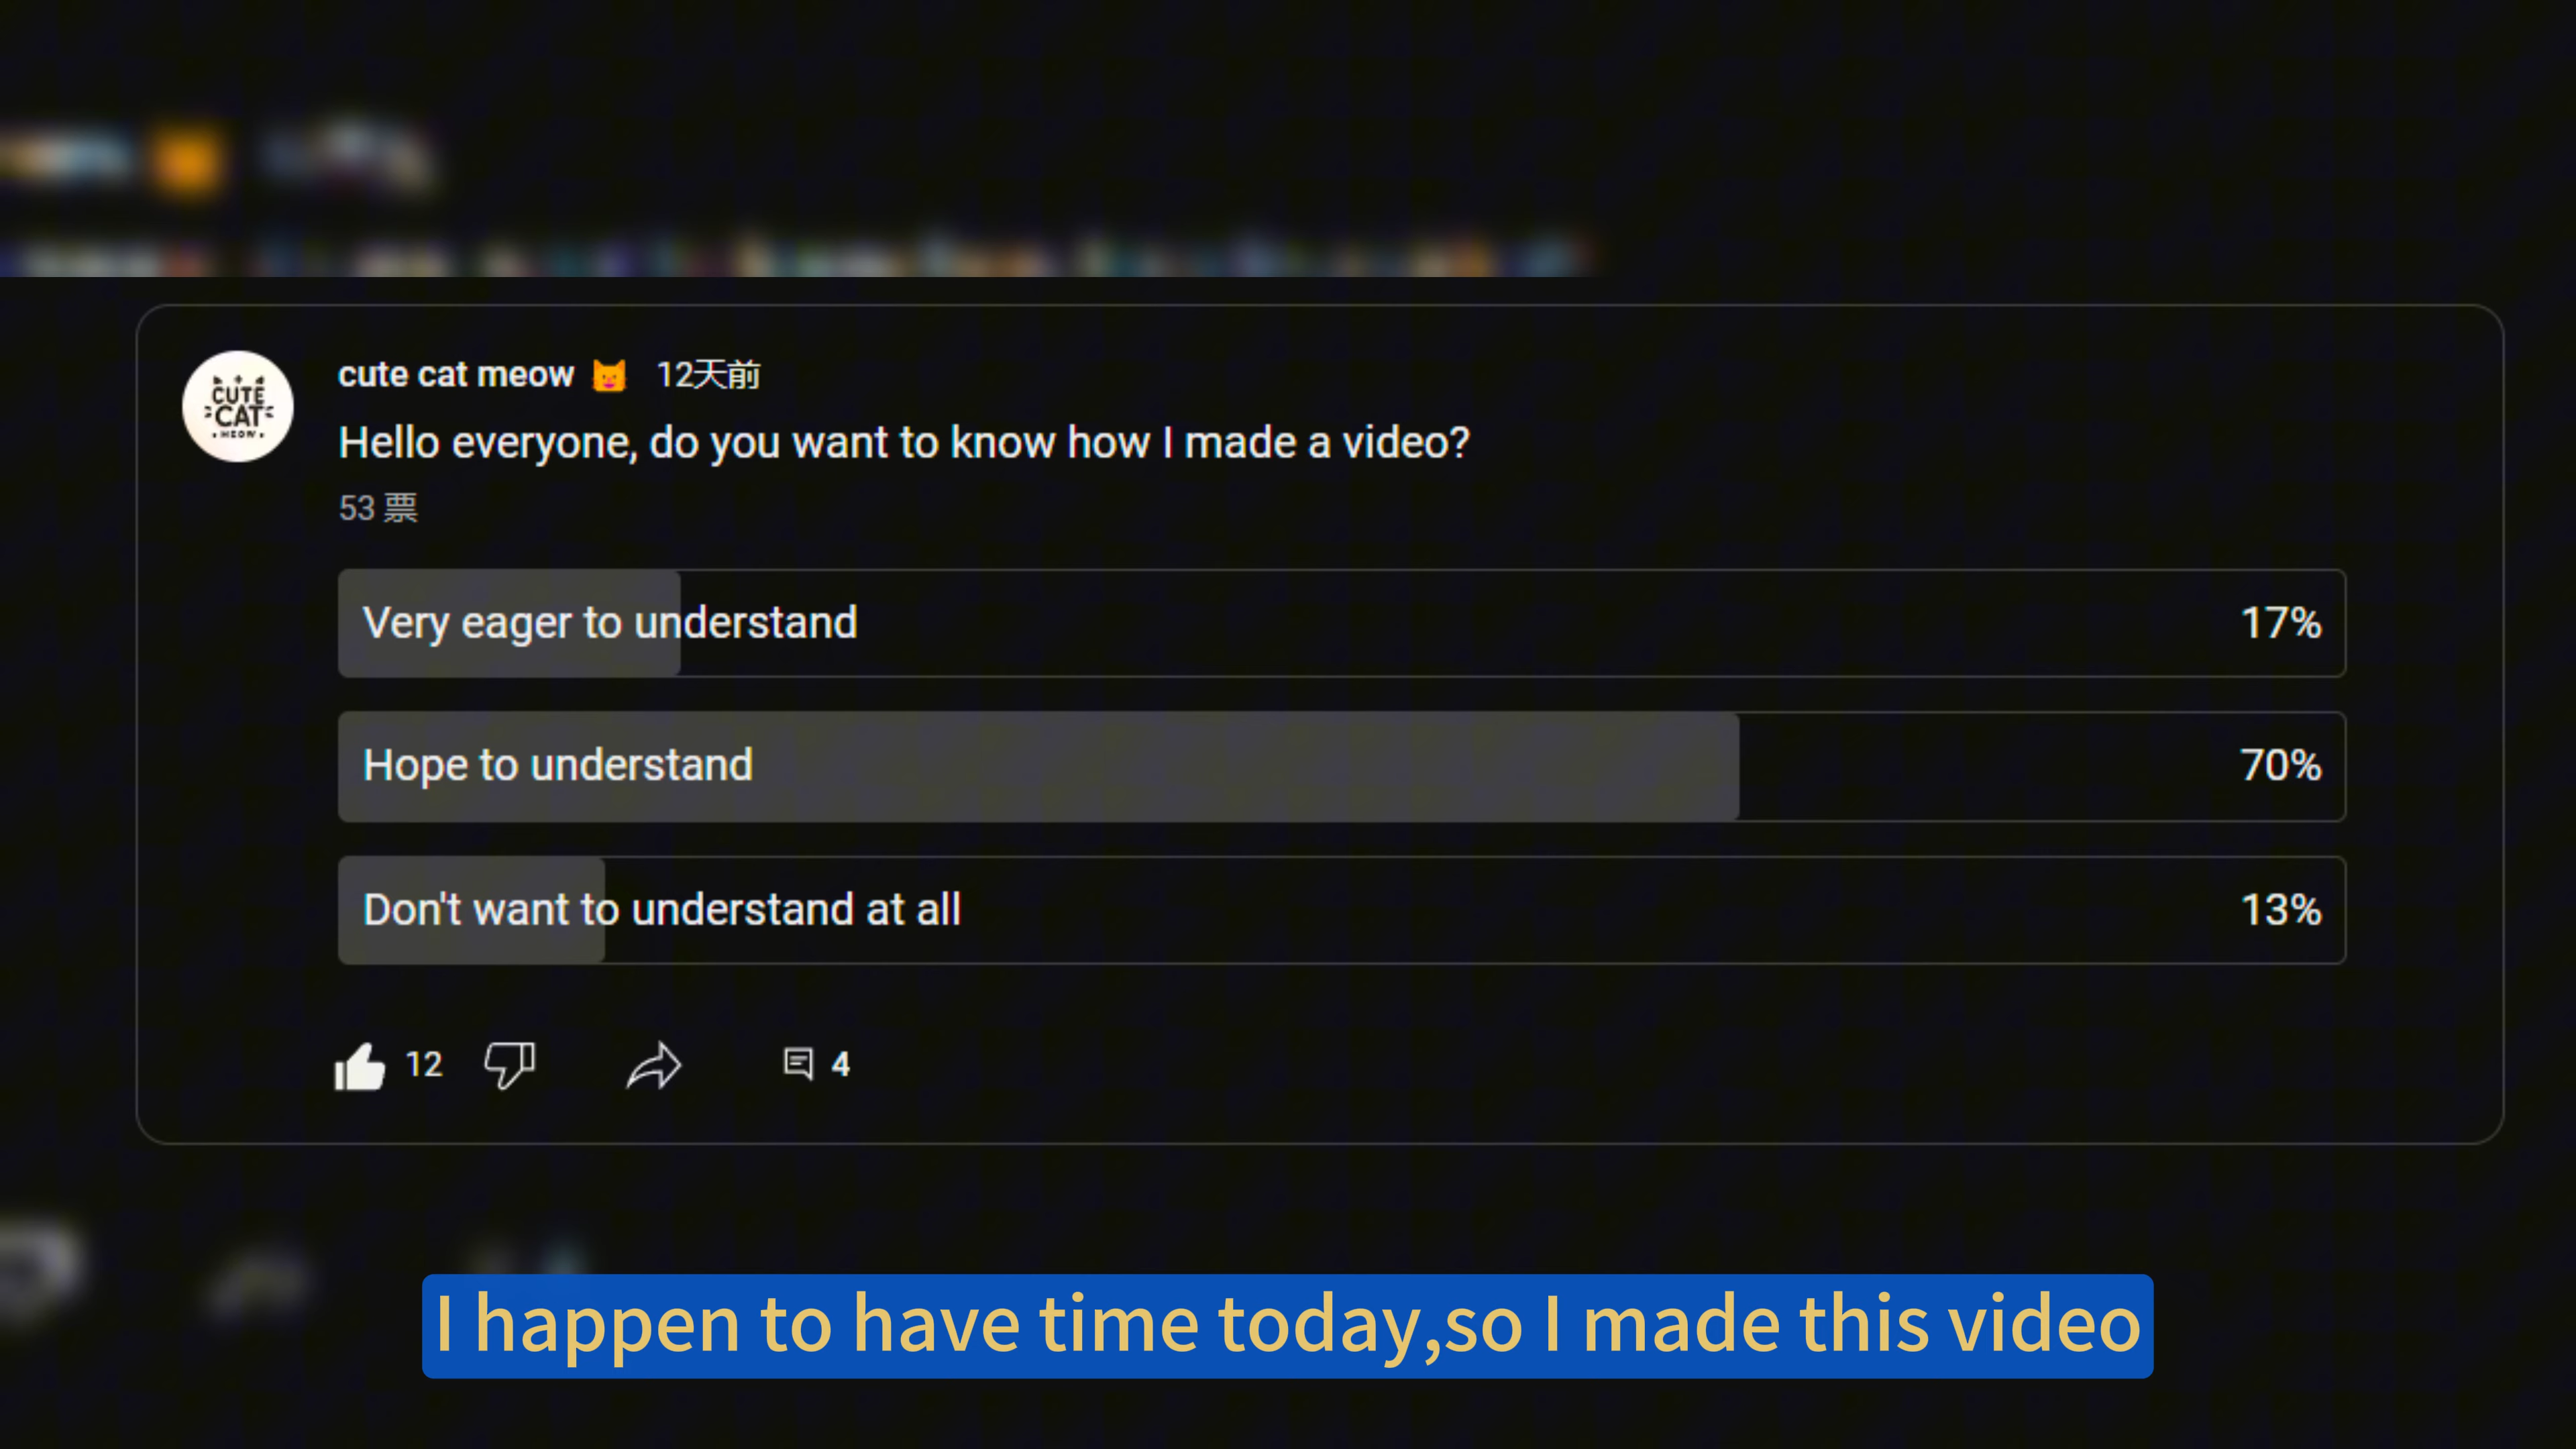 CUTE
CAT
MEOW
cute cat meow 12天前
Hello everyone, do you want to know how I made a video?
53 票
Very eager to understand 17%
Hope to understand 70%
Don't want to understand at all 13%
12 4
I happen to have time today,so I made this video